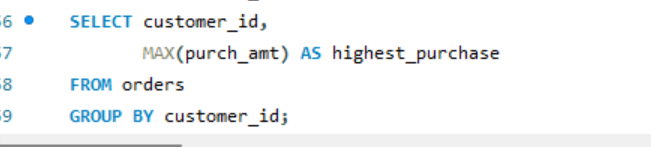 56 SELECT customer_id,
57 MAX(purch_amt) AS highest_purchase
58 FROM orders
59 GROUP BY customer_id;